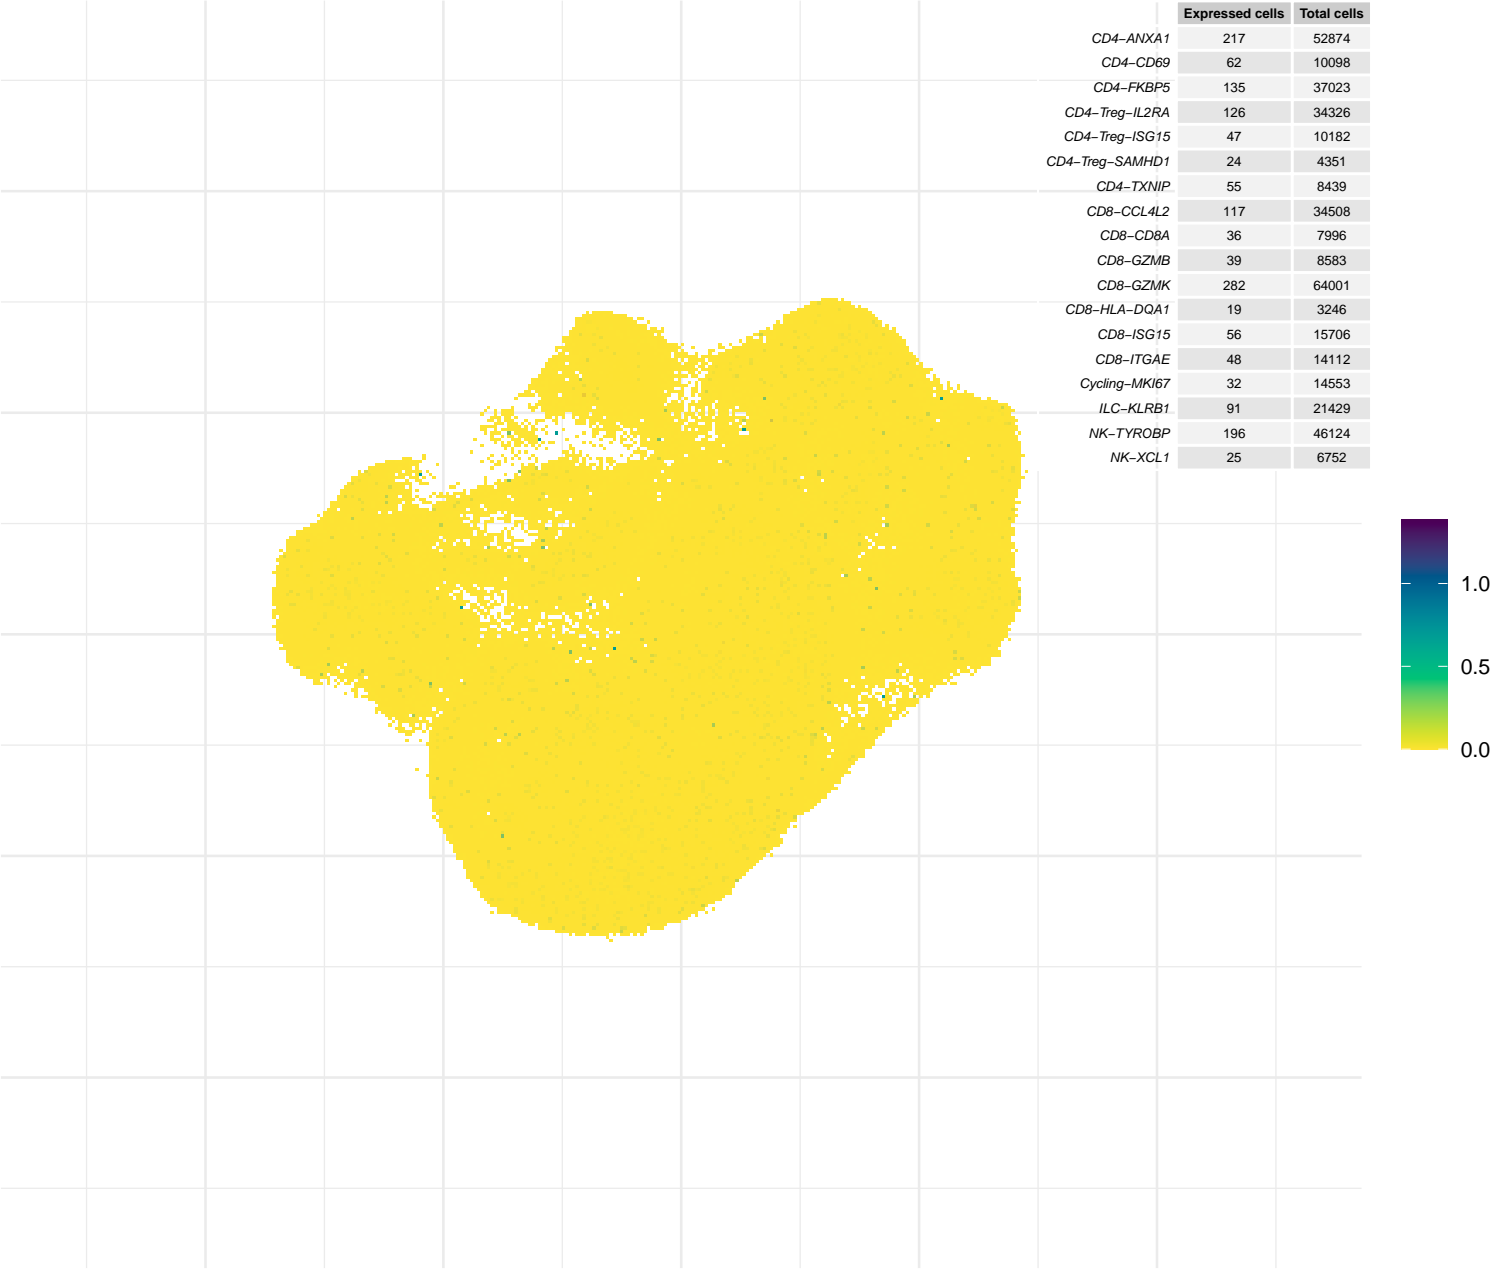 Expressed cells Total cells
CD4−ANXA1 217 52874
CD4−CD69 62 10098
CD4−FKBP5 135 37023
CD4−Treg−IL2RA 126 34326
CD4−Treg−ISG15 47 10182
CD4−Treg−SAMHD1 24 4351
CD4−TXNIP 55 8439
CD8−CCL4L2 117 34508
CD8−CD8A 36 7996
CD8−GZMB 39 8583
CD8−GZMK 282 64001
CD8−HLA−DQA1 19 3246
CD8−ISG15 56 15706
CD8−ITGAE 48 14112
Cycling−MKI67 32 14553
ILC−KLRB1 91 21429
NK−TYROBP 196 46124
NK−XCL1 25 6752
1.0
0.5
0.0